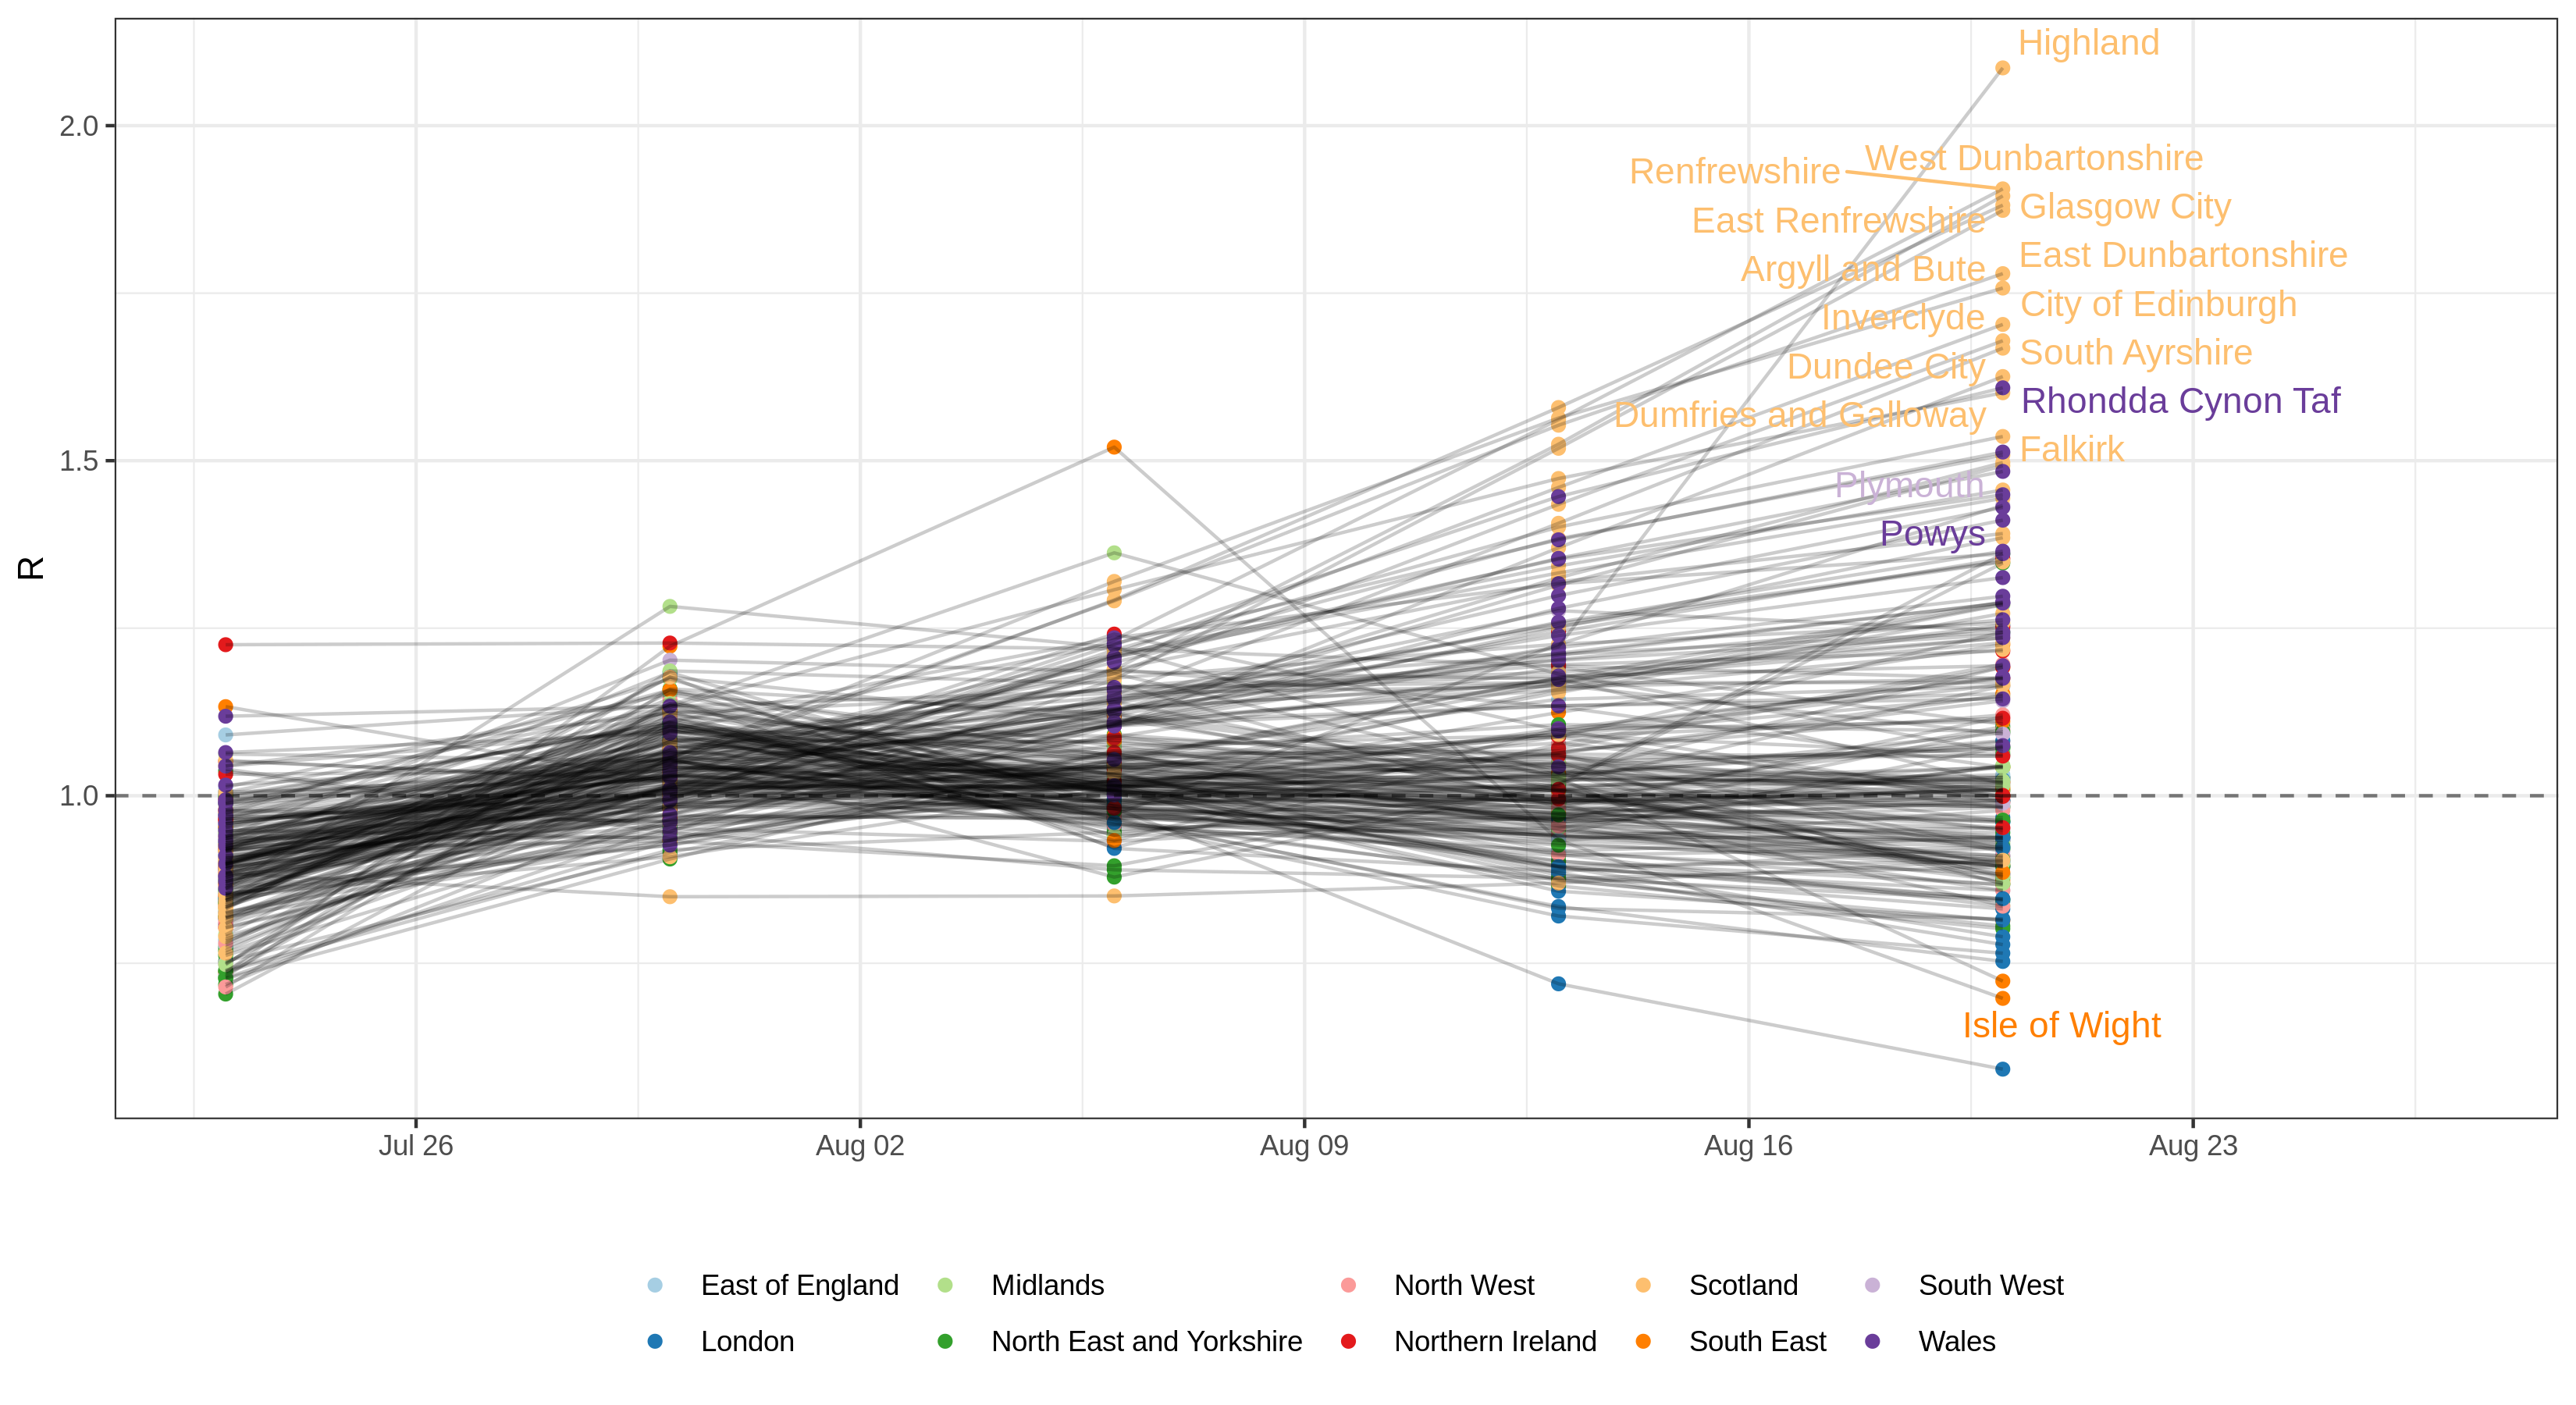 Highland
2.0
West Dunbartonshire
Renfrewshire
Glasgow City
East Renfrewshire
East Dunbartonshire
Argyll and Bute
City of Edinburgh
Inverclyde
South Ayrshire
Dundee City
Rhondda Cynon Taf
Dumfries and Galloway
Falkirk
1.5
Plymouth
Powys
R
1.0
Isle of Wight
Jul 26
Aug 02
Aug 09
Aug 16
Aug 23
East of England
Midlands
North West
Scotland
South West
London
North East and Yorkshire
Northern Ireland
South East
Wales